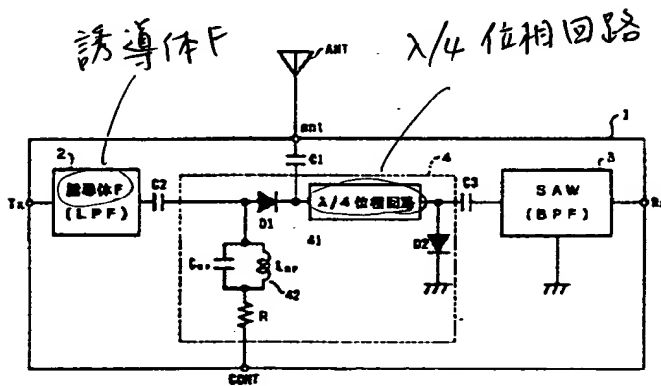 誘導体F
λ/4 位相回路
ANT
ant
1
2
C1
4
3
Tx
誘導体F
(LPF)
C2
D1
λ/4 位相回路
C3
SAW
(BPF)
R
41
D2
42
R
CONT